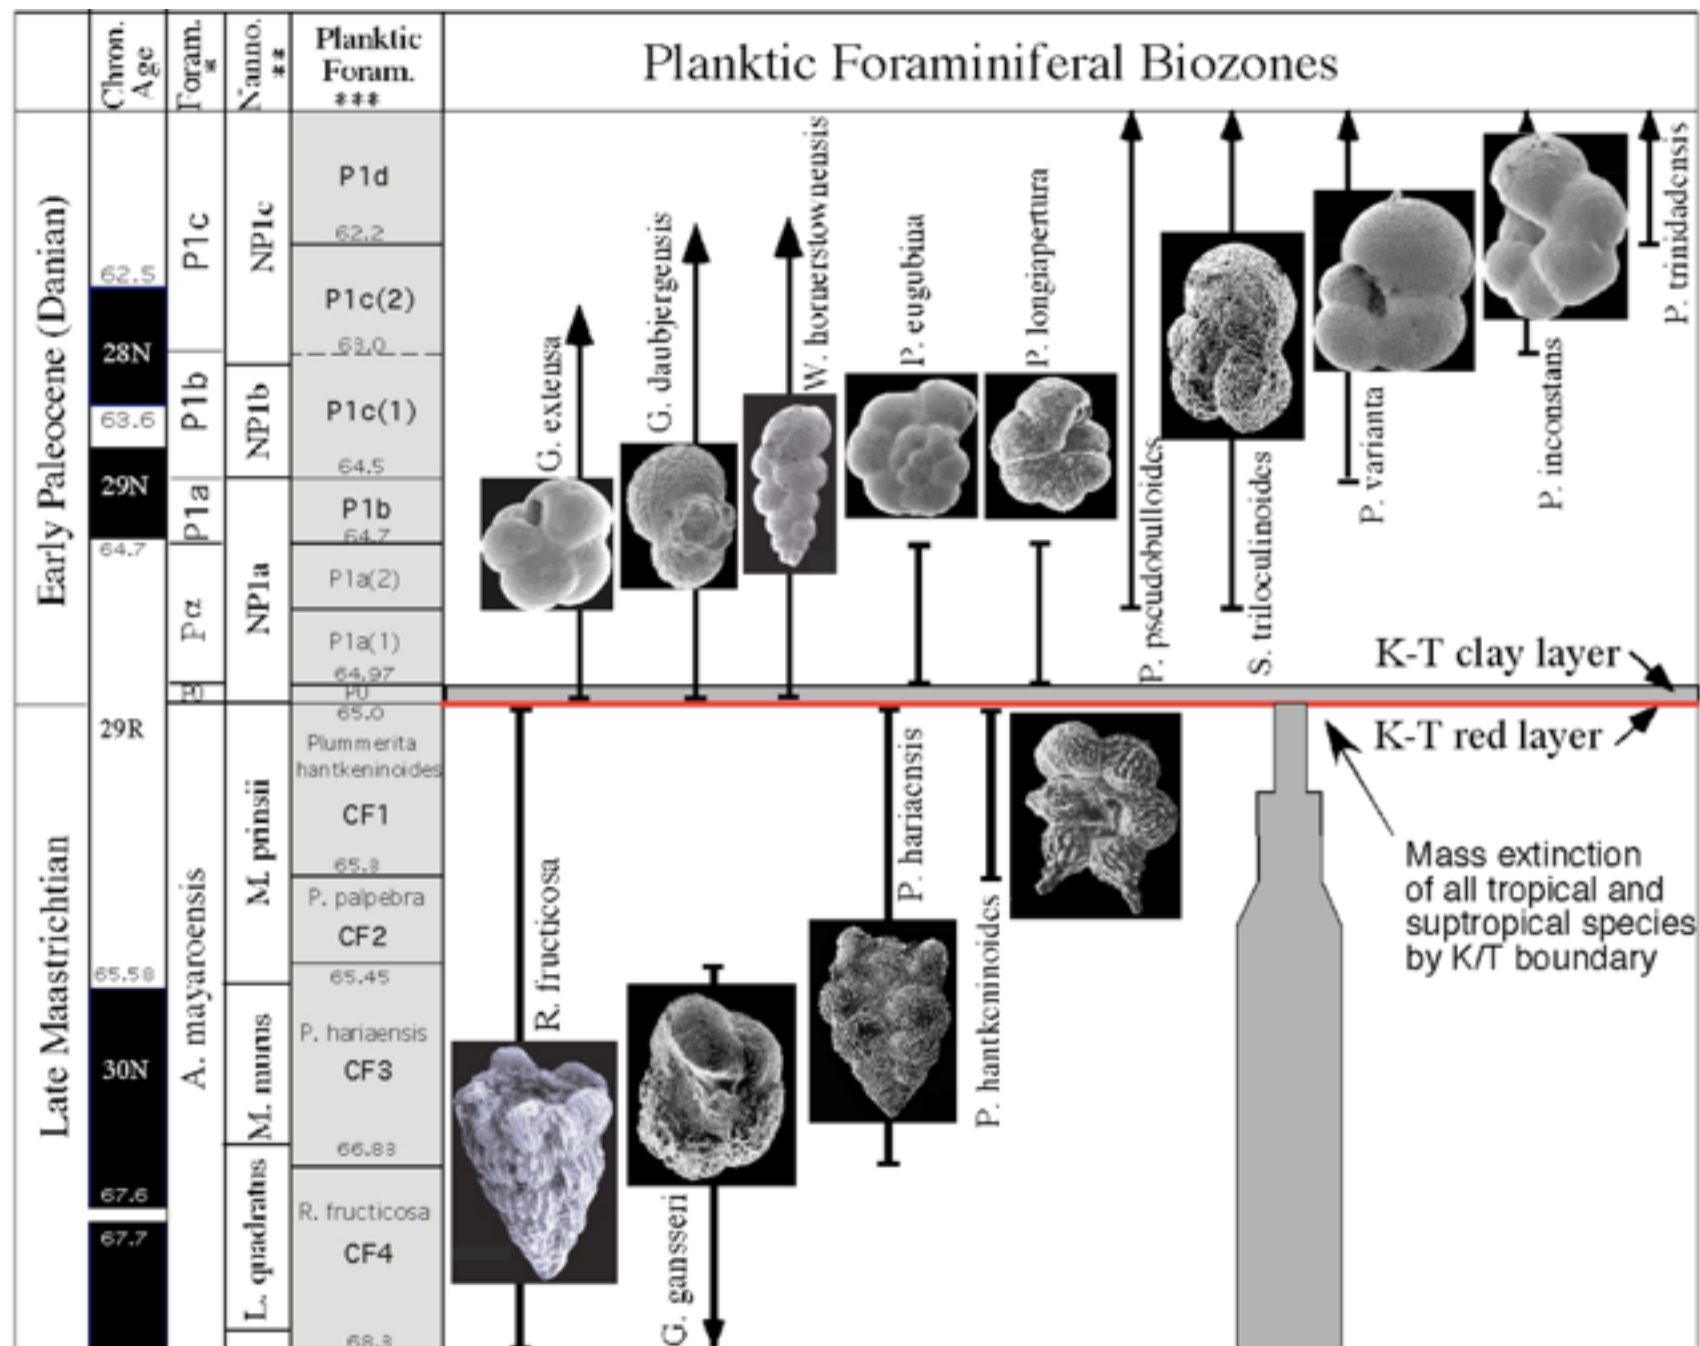 Chron. Age
Foram. *
Nanno. **
Planktic
Foram.
***
Planktic Foraminiferal Biozones
Early Paleocene (Danian)
Late Maastrichtian
62.5
28N
63.6
29N
64.7
29R
65.58
30N
67.6
67.7
P1c
P1b
P1a
Pα
P0
A. mayaroensis
NP1c
NP1b
NP1a
M. prinsii
M. murus
L. quadratus
P1d
62.2
P1c(2)
63.0
P1c(1)
64.5
P1b
64.7
P1a(2)
P1a(1)
64.97
P0
65.0
Plummerita
hantkeninoides
CF1
65.3
P. palpebra
CF2
65.45
P. hariaensis
CF3
66.83
R. fructicosa
CF4
68.3
G. extensa
G. daubjergensis
W. hornerstownensis
P. eugubina
P. longiapertura
P. pseudobulloides
S. triloculinoides
P. varianta
P. inconstans
P. trinidadensis
K-T clay layer
K-T red layer
R. fructicosa
G. gansseri
P. hariaensis
P. hantkeninoides
Mass extinction
of all tropical and
suptropical species
by K/T boundary